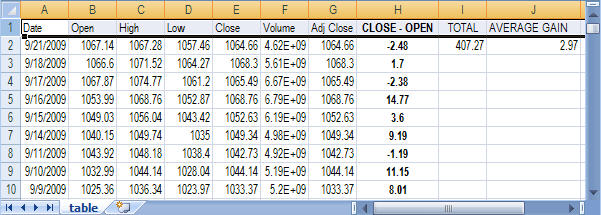 A B C D E F G H I J
1 Date Open High Low Close Volume Adj Close CLOSE - OPEN TOTAL AVERAGE GAIN
2 9/21/2009 1067.14 1067.28 1057.46 1064.66 4.62E+09 1064.66 -2.48 407.27 2.97
3 9/18/2009 1066.6 1071.52 1064.27 1068.3 5.61E+09 1068.3 1.7
4 9/17/2009 1067.87 1074.77 1061.2 1065.49 6.67E+09 1065.49 -2.38
5 9/16/2009 1053.99 1068.76 1052.87 1068.76 6.79E+09 1068.76 14.77
6 9/15/2009 1049.03 1056.04 1043.42 1052.63 6.19E+09 1052.63 3.6
7 9/14/2009 1040.15 1049.74 1035 1049.34 4.98E+09 1049.34 9.19
8 9/11/2009 1043.92 1048.18 1038.4 1042.73 4.92E+09 1042.73 -1.19
9 9/10/2009 1032.99 1044.14 1028.04 1044.14 5.19E+09 1044.14 11.15
10 9/9/2009 1025.36 1036.34 1023.97 1033.37 5.2E+09 1033.37 8.01
table